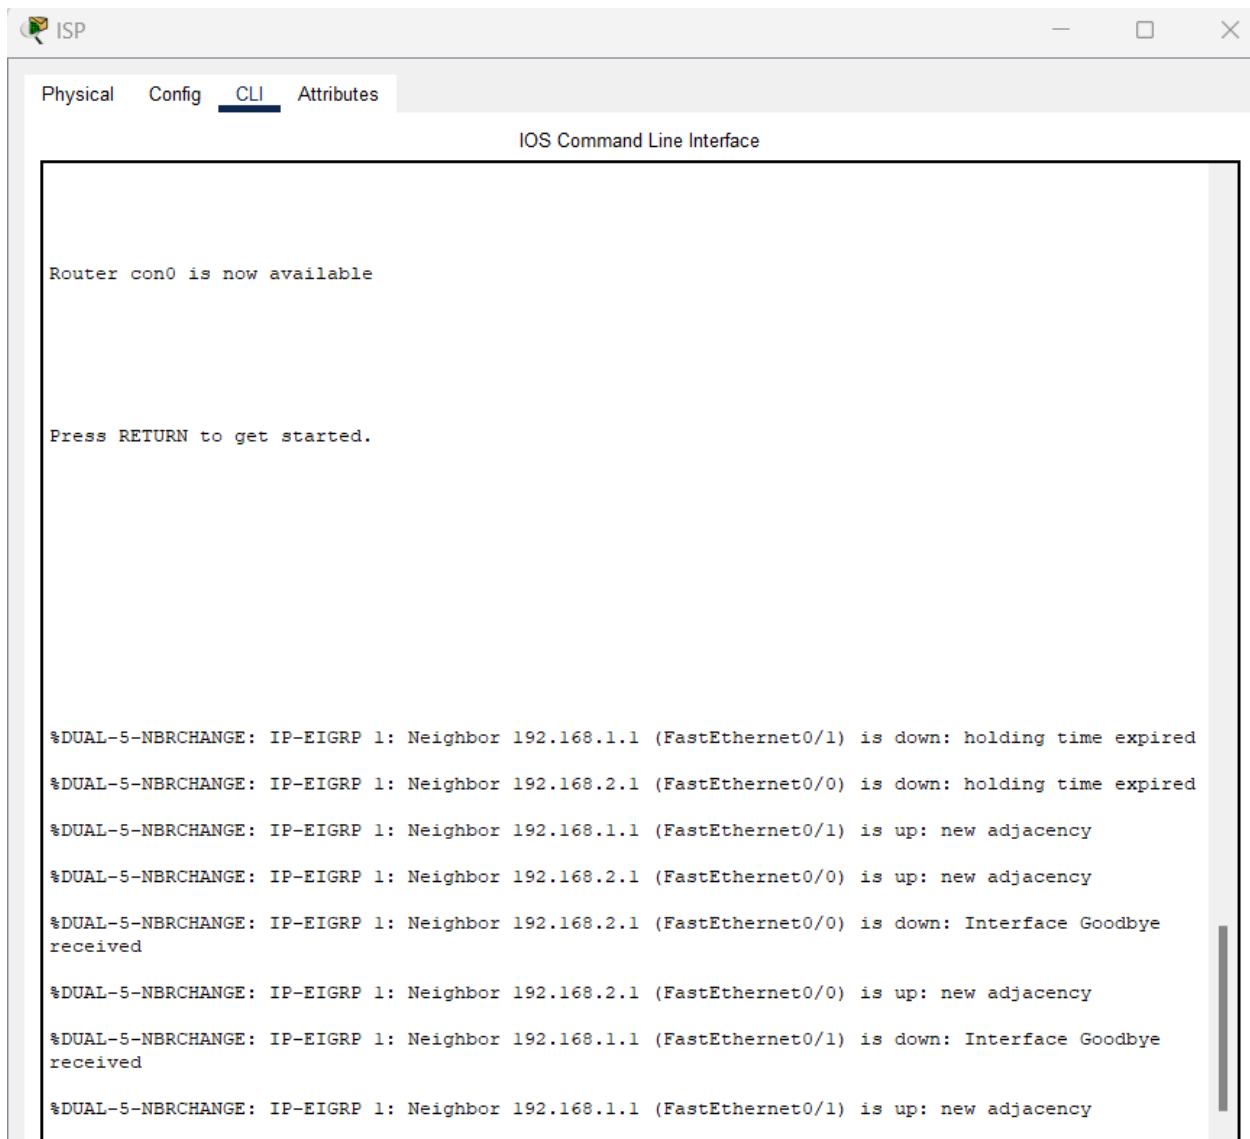 ISP
Physical Config CLI Attributes
IOS Command Line Interface
Router con0 is now available
Press RETURN to get started.
%DUAL-5-NBRCHANGE: IP-EIGRP 1: Neighbor 192.168.1.1 (FastEthernet0/1) is down: holding time expired
%DUAL-5-NBRCHANGE: IP-EIGRP 1: Neighbor 192.168.2.1 (FastEthernet0/0) is down: holding time expired
%DUAL-5-NBRCHANGE: IP-EIGRP 1: Neighbor 192.168.1.1 (FastEthernet0/1) is up: new adjacency
%DUAL-5-NBRCHANGE: IP-EIGRP 1: Neighbor 192.168.2.1 (FastEthernet0/0) is up: new adjacency
%DUAL-5-NBRCHANGE: IP-EIGRP 1: Neighbor 192.168.2.1 (FastEthernet0/0) is down: Interface Goodbye
received
%DUAL-5-NBRCHANGE: IP-EIGRP 1: Neighbor 192.168.2.1 (FastEthernet0/0) is up: new adjacency
%DUAL-5-NBRCHANGE: IP-EIGRP 1: Neighbor 192.168.1.1 (FastEthernet0/1) is down: Interface Goodbye
received
%DUAL-5-NBRCHANGE: IP-EIGRP 1: Neighbor 192.168.1.1 (FastEthernet0/1) is up: new adjacency